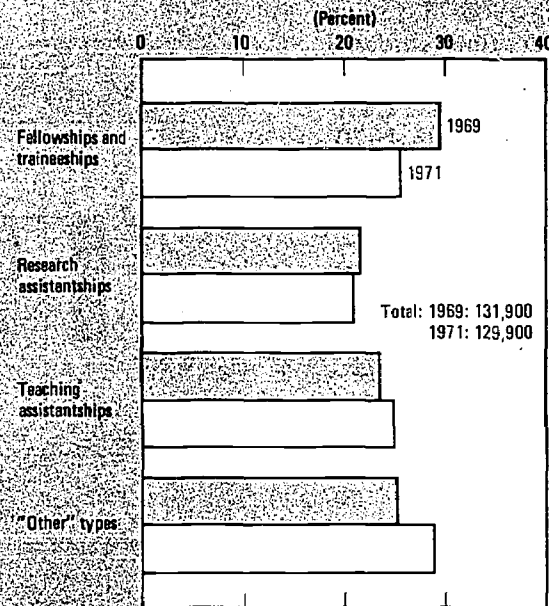 (Percent)
0 10 20 30 40
Fellowships and
traineeships
1969
1971
Research
assistantships
Total: 1969: 131,900
1971: 129,900
Teaching
assistantships
"Other" types